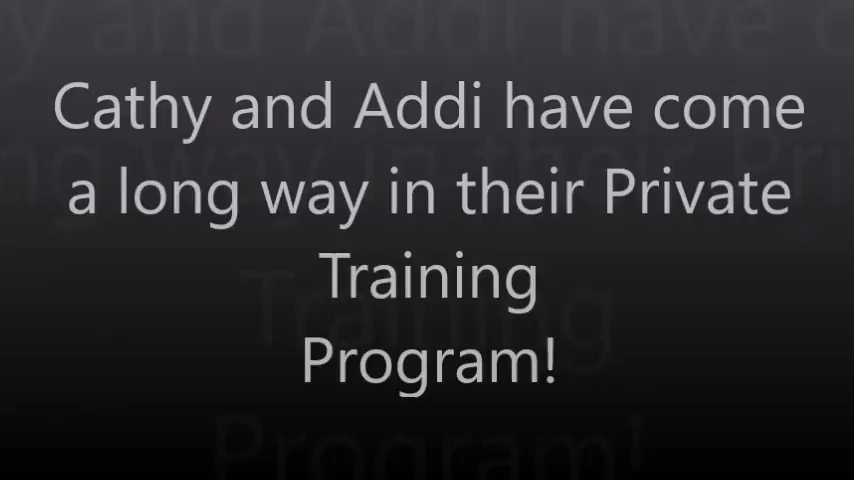 Cathy and Addi have come
a long way in their Private
Training
Program!